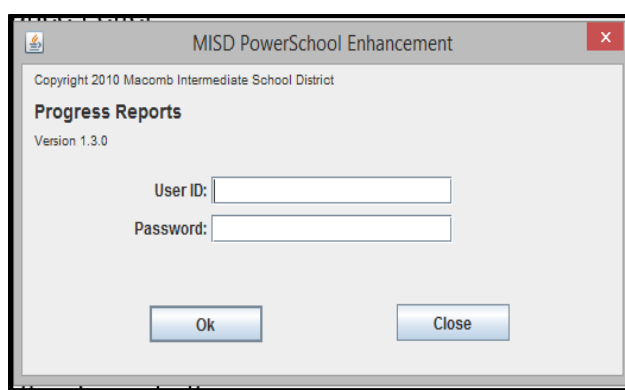 MISD PowerSchool Enhancement
x
Copyright 2010 Macomb Intermediate School District
Progress Reports
Version 1.3.0
User ID:
Password:
Ok Close